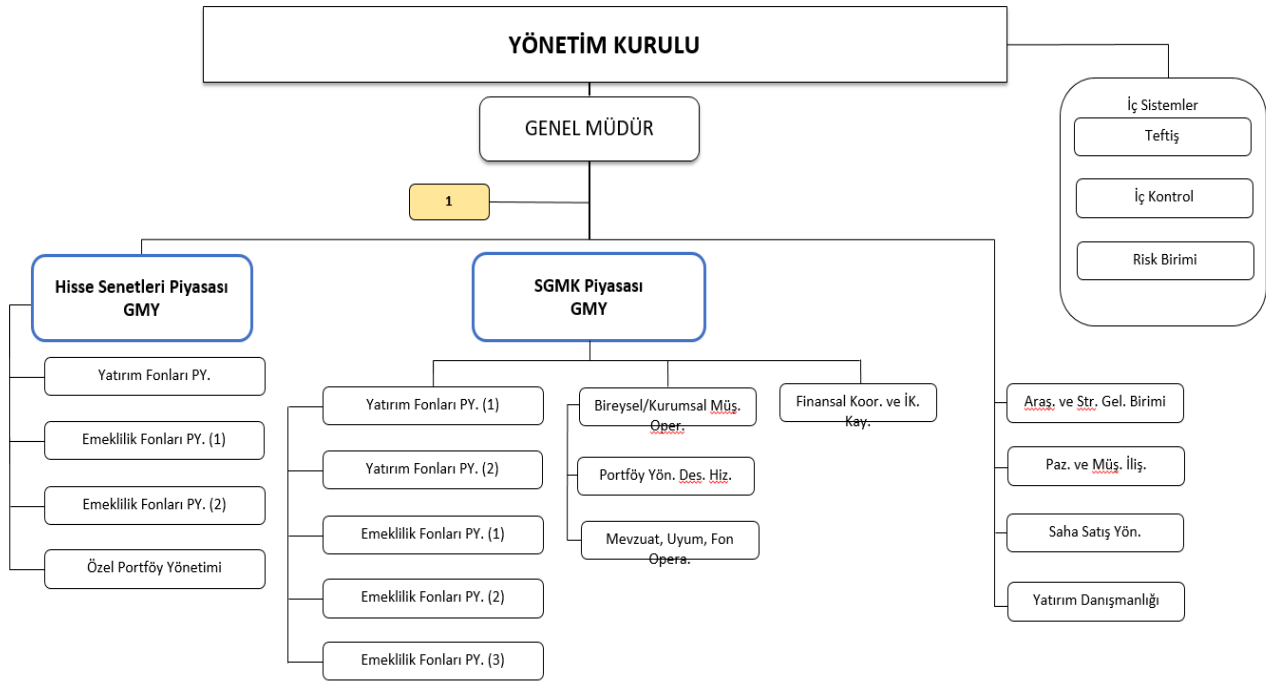 YÖNETİM KURULU
GENEL MÜDÜR
İç Sistemler
Teftiş
İç Kontrol
Risk Birimi
1
Hisse Senetleri Piyasası
GMY
Yatırım Fonları PY.
Emeklilik Fonları PY. (1)
Emeklilik Fonları PY. (2)
Özel Portföy Yönetimi
SGMK Piyasası
GMY
Yatırım Fonları PY. (1)
Yatırım Fonları PY. (2)
Emeklilik Fonları PY. (1)
Emeklilik Fonları PY. (2)
Emeklilik Fonları PY. (3)
Bireysel/Kurumsal Müş.
Oper.
Portföy Yön. Des. Hiz.
Mevzuat, Uyum, Fon
Opera.
Finansal Koor. ve İK.
Kay.
Araş. ve Str. Gel. Birimi
Paz. ve Müş. İliş.
Saha Satış Yön.
Yatırım Danışmanlığı